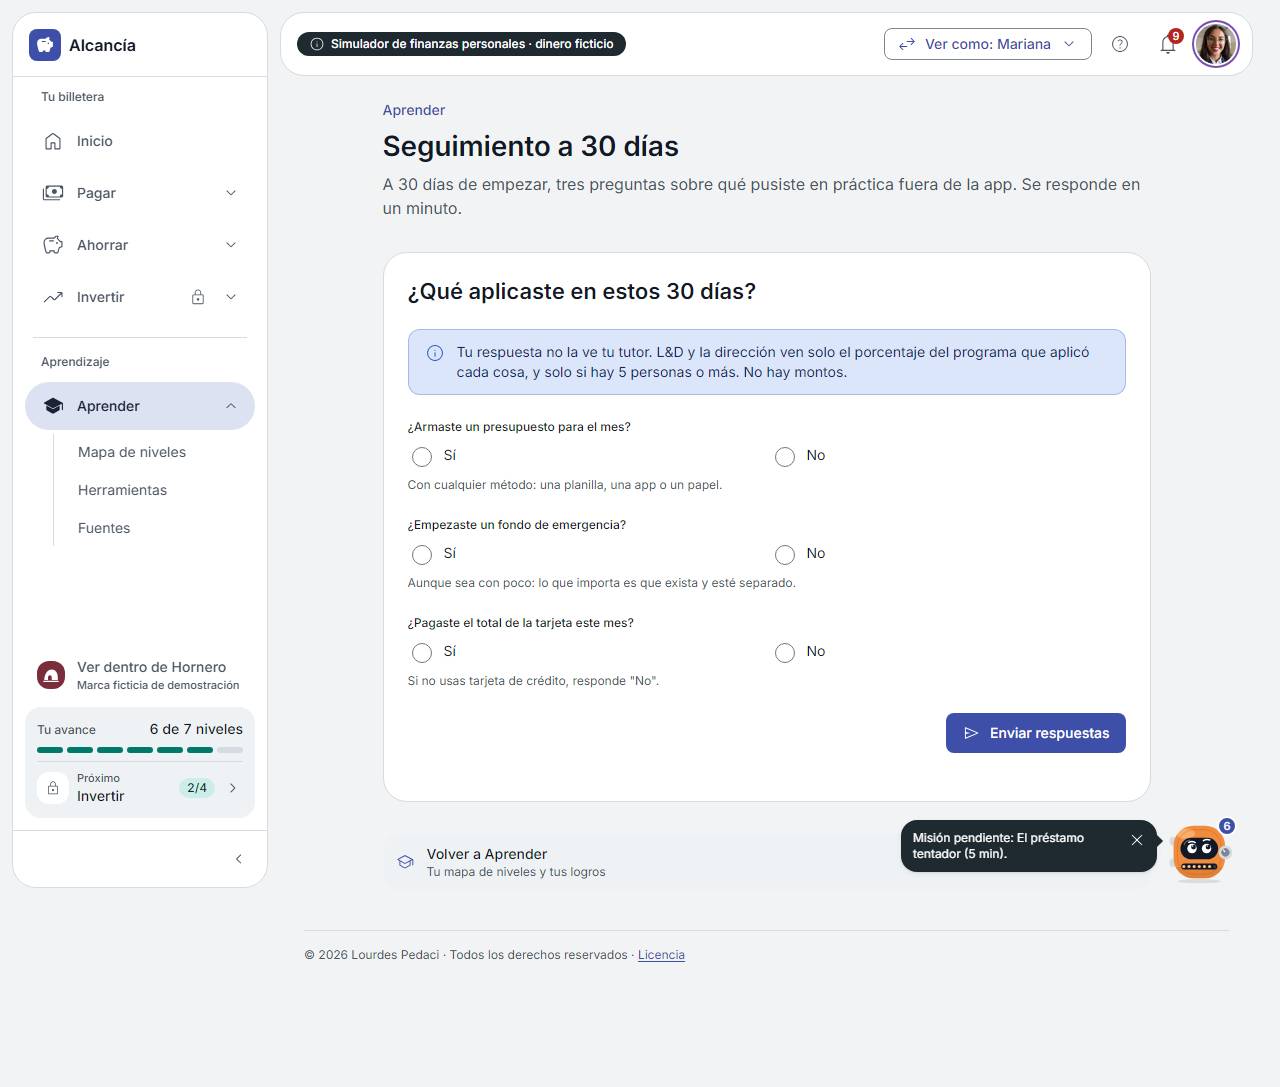 Alcancía
Tu billetera
Inicio
Pagar
Ahorrar
Invertir
Aprendizaje
Aprender
Mapa de niveles
Herramientas
Fuentes
Ver dentro de Hornero
Marca ficticia de demostración
Tu avance 6 de 7 niveles
Próximo
Invertir 2/4
Simulador de finanzas personales · dinero ficticio
Ver como: Mariana
9
Aprender
Seguimiento a 30 días
A 30 días de empezar, tres preguntas sobre qué pusiste en práctica fuera de la app. Se responde en
un minuto.
¿Qué aplicaste en estos 30 días?
Tu respuesta no la ve tu tutor. L&D y la dirección ven solo el porcentaje del programa que aplicó
cada cosa, y solo si hay 5 personas o más. No hay montos.
¿Armaste un presupuesto para el mes?
Sí No
Con cualquier método: una planilla, una app o un papel.
¿Empezaste un fondo de emergencia?
Sí No
Aunque sea con poco: lo que importa es que exista y esté separado.
¿Pagaste el total de la tarjeta este mes?
Sí No
Si no usas tarjeta de crédito, responde "No".
Enviar respuestas
Volver a Aprender
Tu mapa de niveles y tus logros
Misión pendiente: El préstamo
tentador (5 min).
6
© 2026 Lourdes Pedaci · Todos los derechos reservados · Licencia